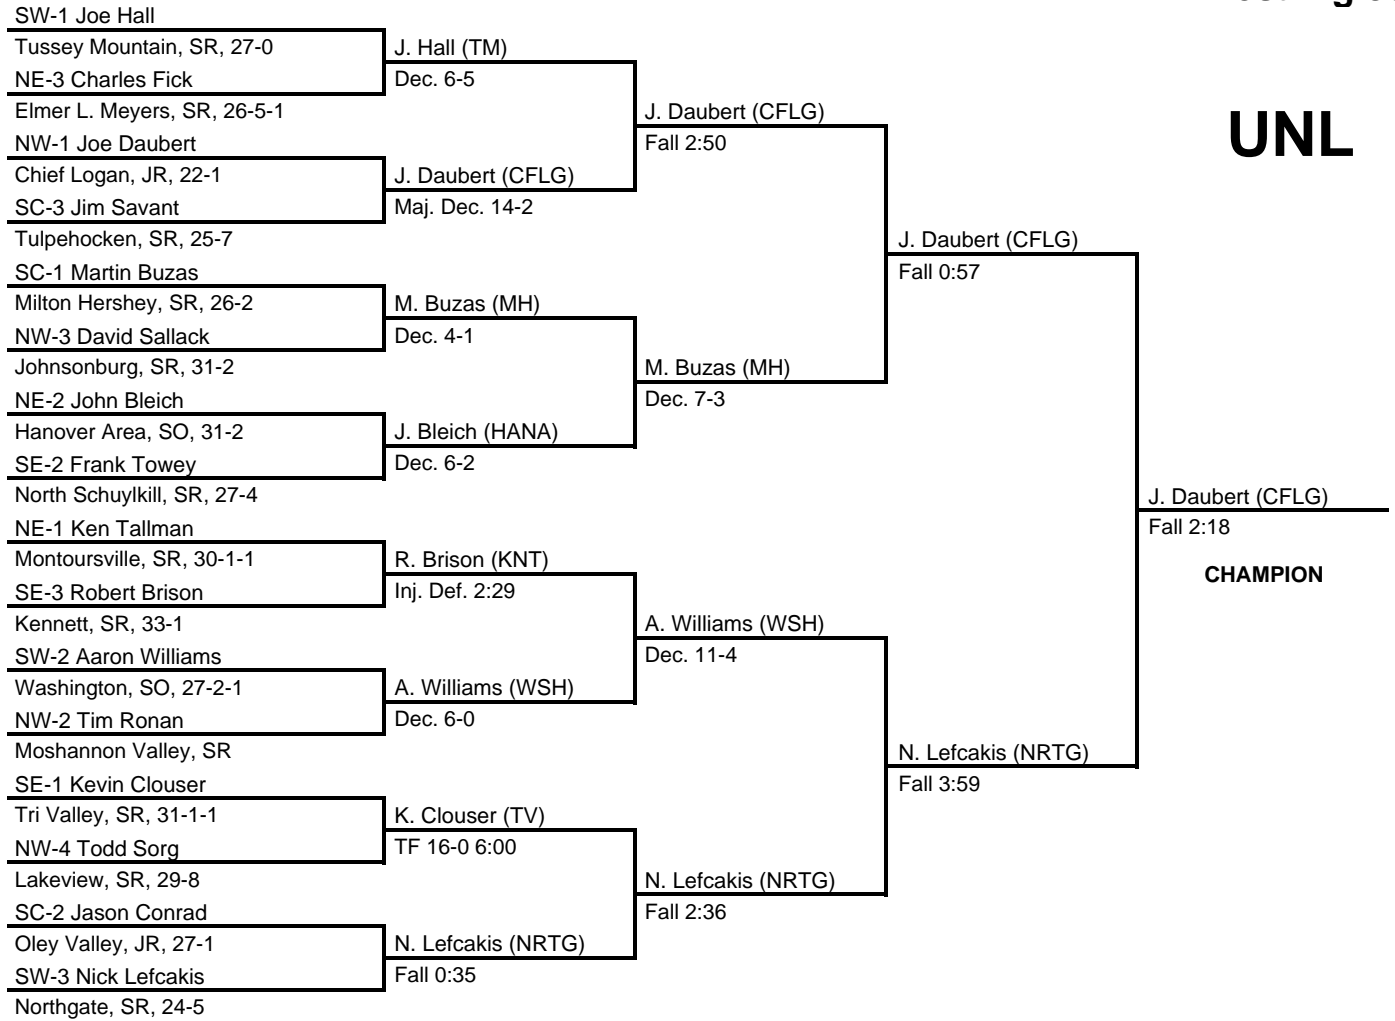 SW-1 Joe Hall
Tussey Mountain, SR, 27-0
NE-3 Charles Fick
Elmer L. Meyers, SR, 26-5-1
NW-1 Joe Daubert
Chief Logan, JR, 22-1
SC-3 Jim Savant
Tulpehocken, SR, 25-7
SC-1 Martin Buzas
Milton Hershey, SR, 26-2
NW-3 David Sallack
Johnsonburg, SR, 31-2
NE-2 John Bleich
Hanover Area, SO, 31-2
SE-2 Frank Towey
North Schuylkill, SR, 27-4
NE-1 Ken Tallman
Montoursville, SR, 30-1-1
SE-3 Robert Brison
Kennett, SR, 33-1
SW-2 Aaron Williams
Washington, SO, 27-2-1
NW-2 Tim Ronan
Moshannon Valley, SR
SE-1 Kevin Clouser
Tri Valley, SR, 31-1-1
NW-4 Todd Sorg
Lakeview, SR, 29-8
SC-2 Jason Conrad
Oley Valley, JR, 27-1
SW-3 Nick Lefcakis
Northgate, SR, 24-5
J. Hall (TM)
Dec. 6-5
J. Daubert (CFLG)
Maj. Dec. 14-2
M. Buzas (MH)
Dec. 4-1
J. Bleich (HANA)
Dec. 6-2
R. Brison (KNT)
Inj. Def. 2:29
A. Williams (WSH)
Dec. 6-0
K. Clouser (TV)
TF 16-0 6:00
N. Lefcakis (NRTG)
Fall 0:35
J. Daubert (CFLG)
Fall 2:50
M. Buzas (MH)
Dec. 7-3
A. Williams (WSH)
Dec. 11-4
N. Lefcakis (NRTG)
Fall 2:36
J. Daubert (CFLG)
Fall 0:57
N. Lefcakis (NRTG)
Fall 3:59
UNL
J. Daubert (CFLG)
Fall 2:18
CHAMPION